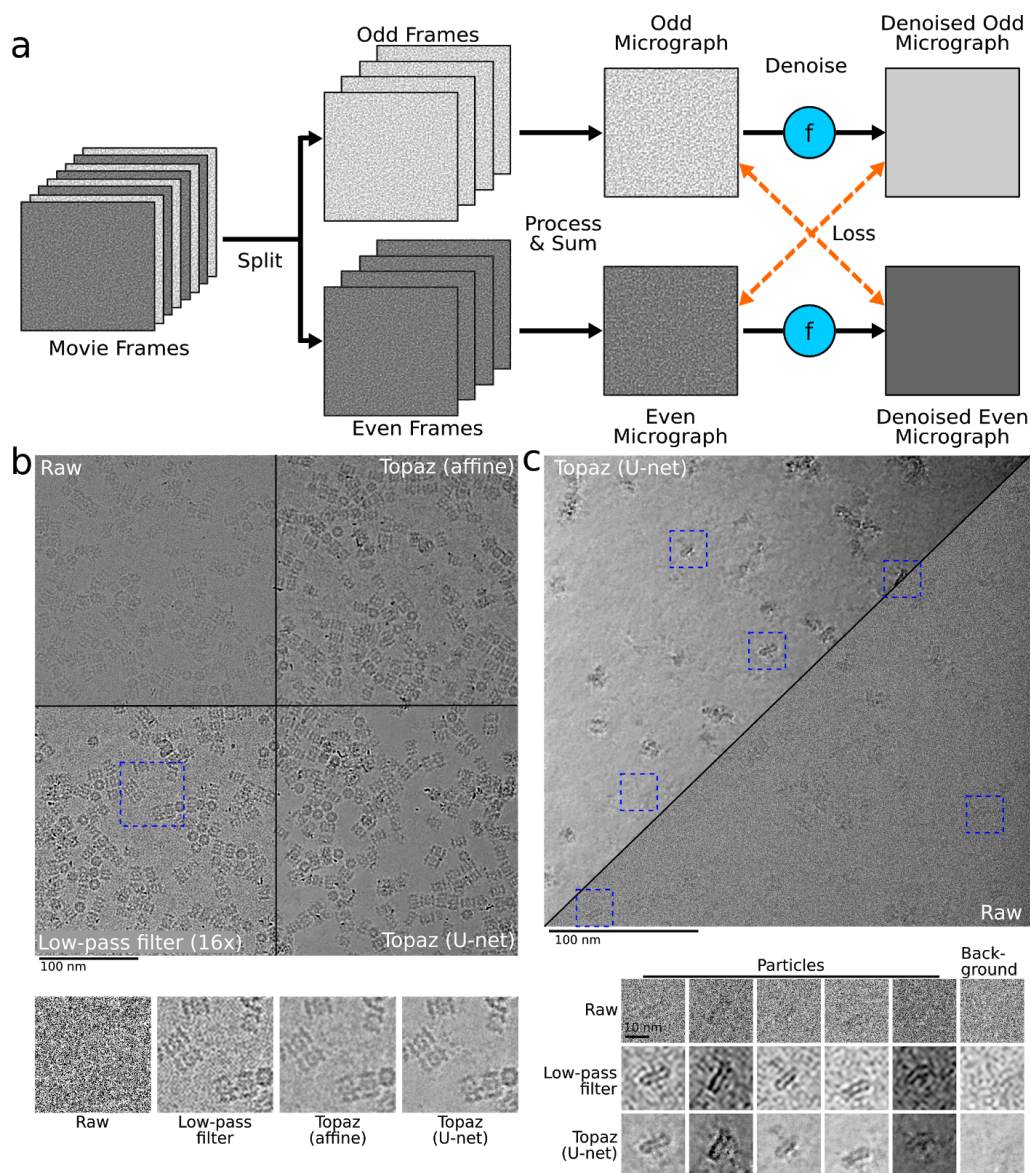 a
Odd Frames
Odd
Micrograph
Denoised Odd
Micrograph
Denoise
f
Split
Process
& Sum
Loss
f
Movie Frames
Even Frames
Even
Micrograph
Denoised Even
Micrograph
b
Raw
Topaz (affine)
Low-pass filter (16x)
Topaz (U-net)
100 nm
Raw
Low-pass
filter
Topaz
(affine)
Topaz
(U-net)
c
Topaz (U-net)
Raw
100 nm
Particles
Back-
ground
Raw
10 nm
Low-pass
filter
Topaz
(U-net)